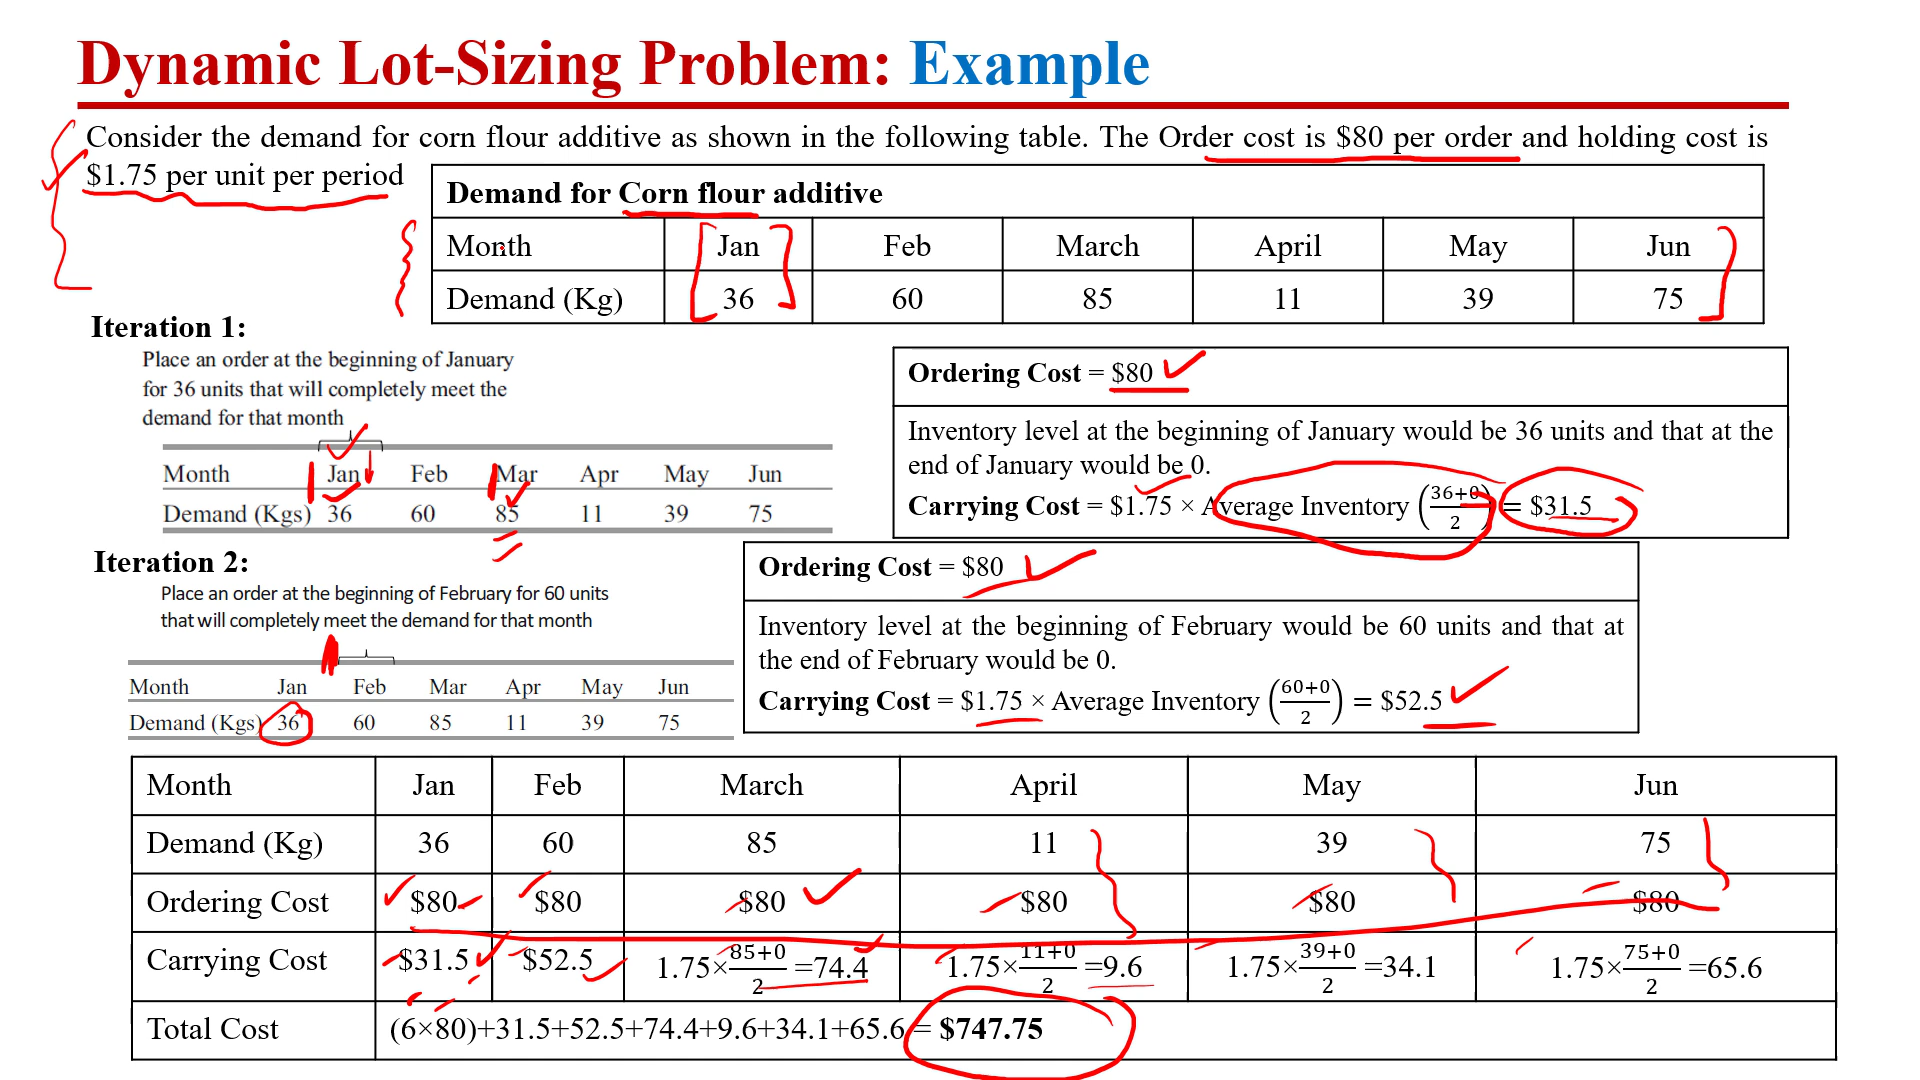 Dynamic Lot-Sizing Problem: Example
Consider the demand for corn flour additive as shown in the following table. The Order cost is $80 per order and holding cost is
$1.75 per unit per period
Demand for Corn flour additive
Month Jan Feb March April May Jun
Demand (Kg) 36 60 85 11 39 75
Iteration 1:
Place an order at the beginning of January
for 36 units that will completely meet the
demand for that month
Month Jan Feb Mar Apr May Jun
Demand (Kgs) 36 60 85 11 39 75
Ordering Cost = $80
Inventory level at the beginning of January would be 36 units and that at the
end of January would be 0.
Carrying Cost = $1.75 × Average Inventory (36+0/2) = $31.5
Iteration 2:
Place an order at the beginning of February for 60 units
that will completely meet the demand for that month
Month Jan Feb Mar Apr May Jun
Demand (Kgs) 36 60 85 11 39 75
Ordering Cost = $80
Inventory level at the beginning of February would be 60 units and that at
the end of February would be 0.
Carrying Cost = $1.75 × Average Inventory (60+0/2) = $52.5
Month Jan Feb March April May Jun
Demand (Kg) 36 60 85 11 39 75
Ordering Cost $80 $80 $80 $80 $80 $80
Carrying Cost $31.5 $52.5 1.75×85+0/2=74.4 1.75×11+0/2=9.6 1.75×39+0/2=34.1 1.75×75+0/2=65.6
Total Cost (6×80)+31.5+52.5+74.4+9.6+34.1+65.6 = $747.75